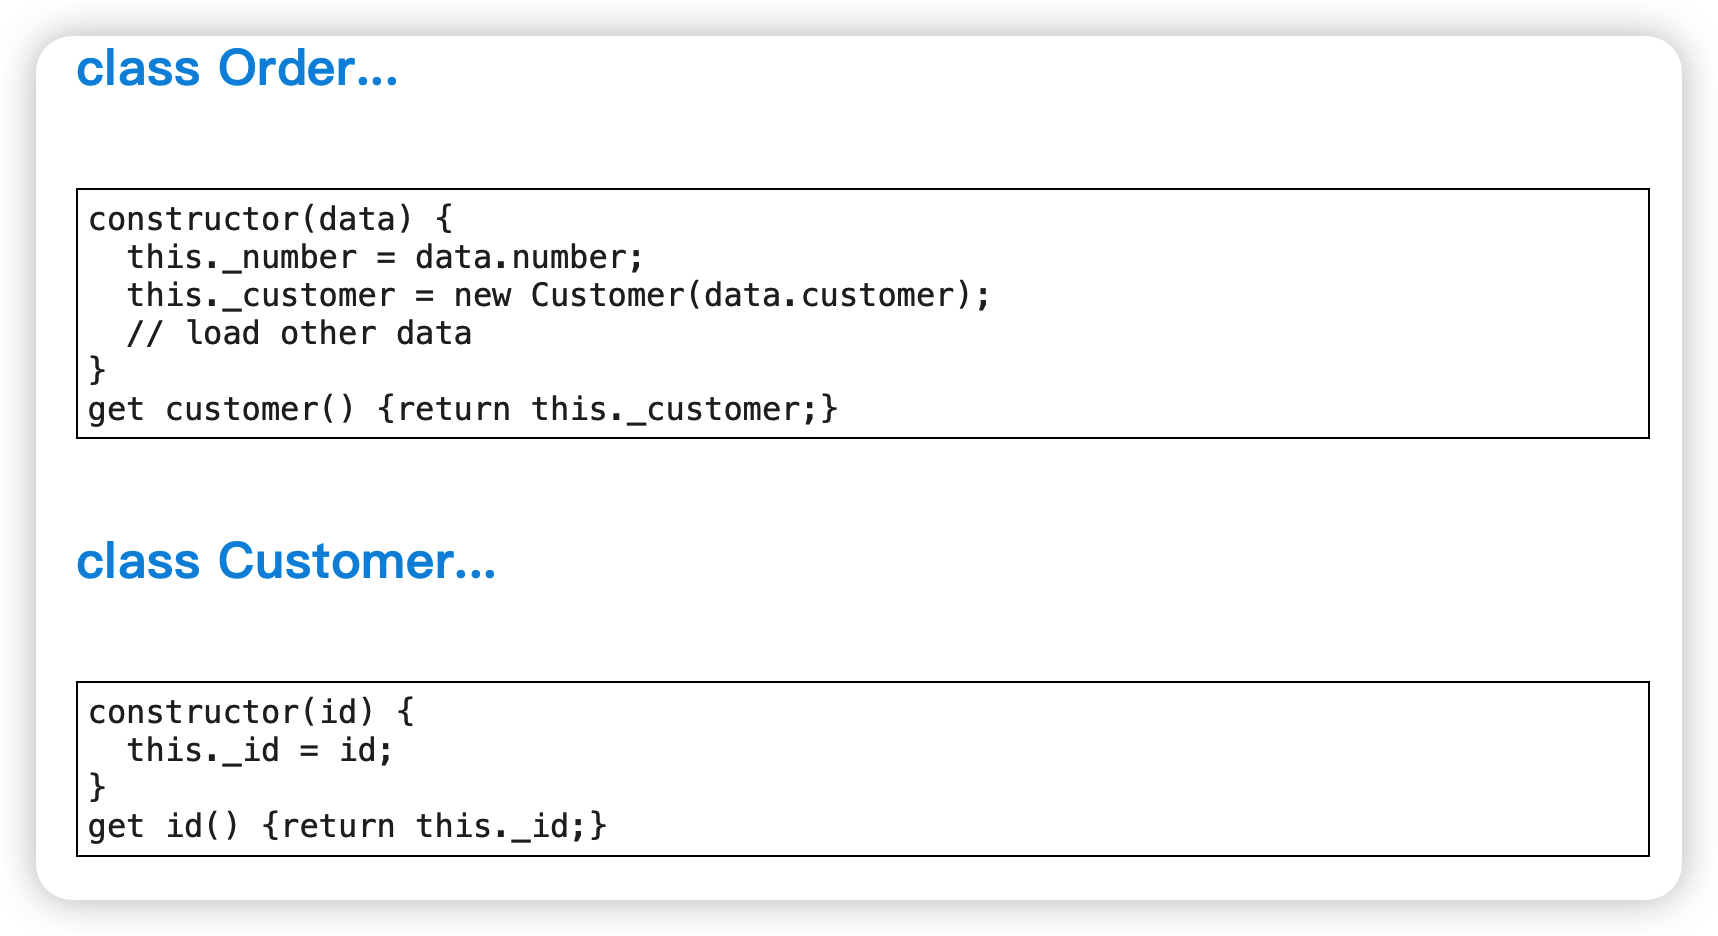 class Order...
constructor(data) {
  this._number = data.number;
  this._customer = new Customer(data.customer);
  // load other data
}
get customer() {return this._customer;}
class Customer...
constructor(id) {
  this._id = id;
}
get id() {return this._id;}